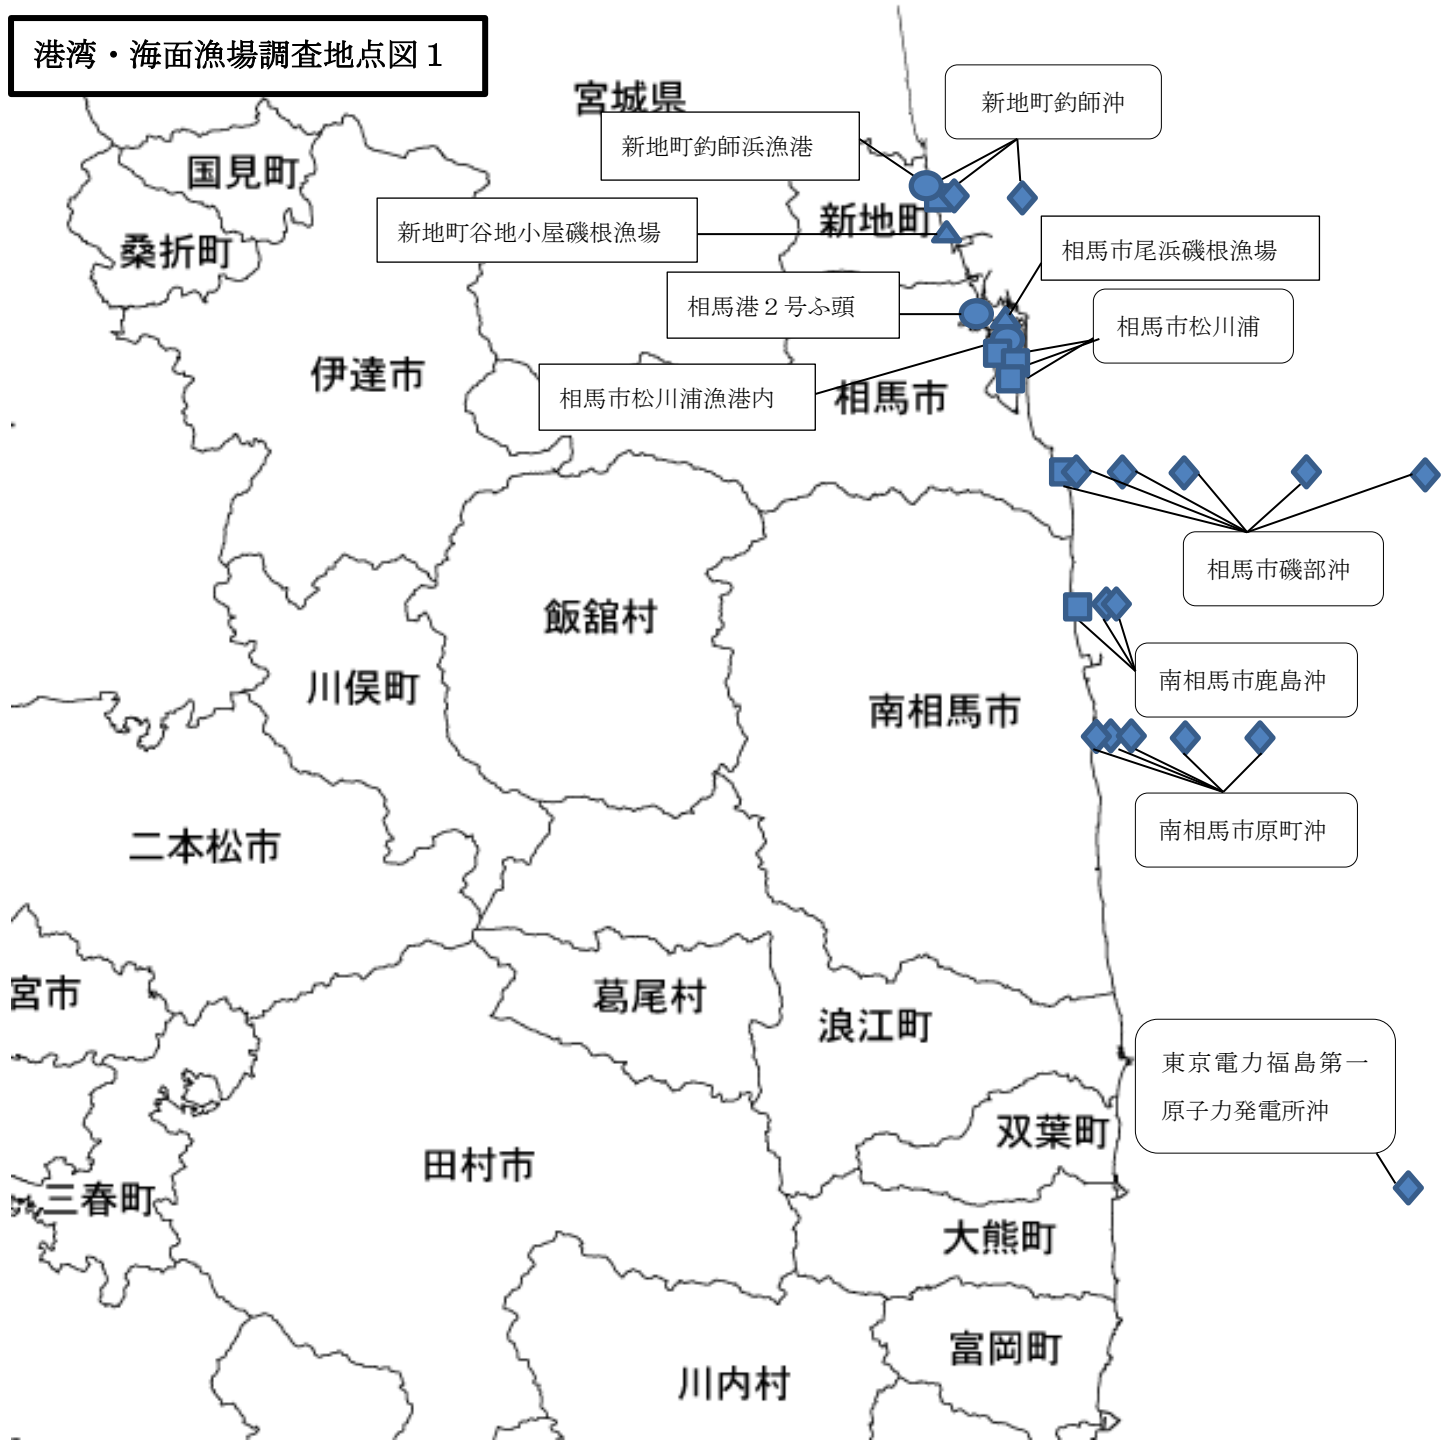 港湾・海面漁場調査地点図１
宮城県
新地町釣師沖
新地町釣師浜漁港
国見町
新地町
新地町谷地小屋磯根漁場
桑折町
相馬市尾浜磯根漁場
相馬港２号ふ頭
相馬市松川浦
伊達市
相馬市松川浦漁港内
相馬市
相馬市磯部沖
飯舘村
川俣町
南相馬市鹿島沖
南相馬市
南相馬市原町沖
二本松市
宮市
葛尾村
浪江町
東京電力福島第一
原子力発電所沖
双葉町
田村市
三春町
大熊町
富岡町
川内村